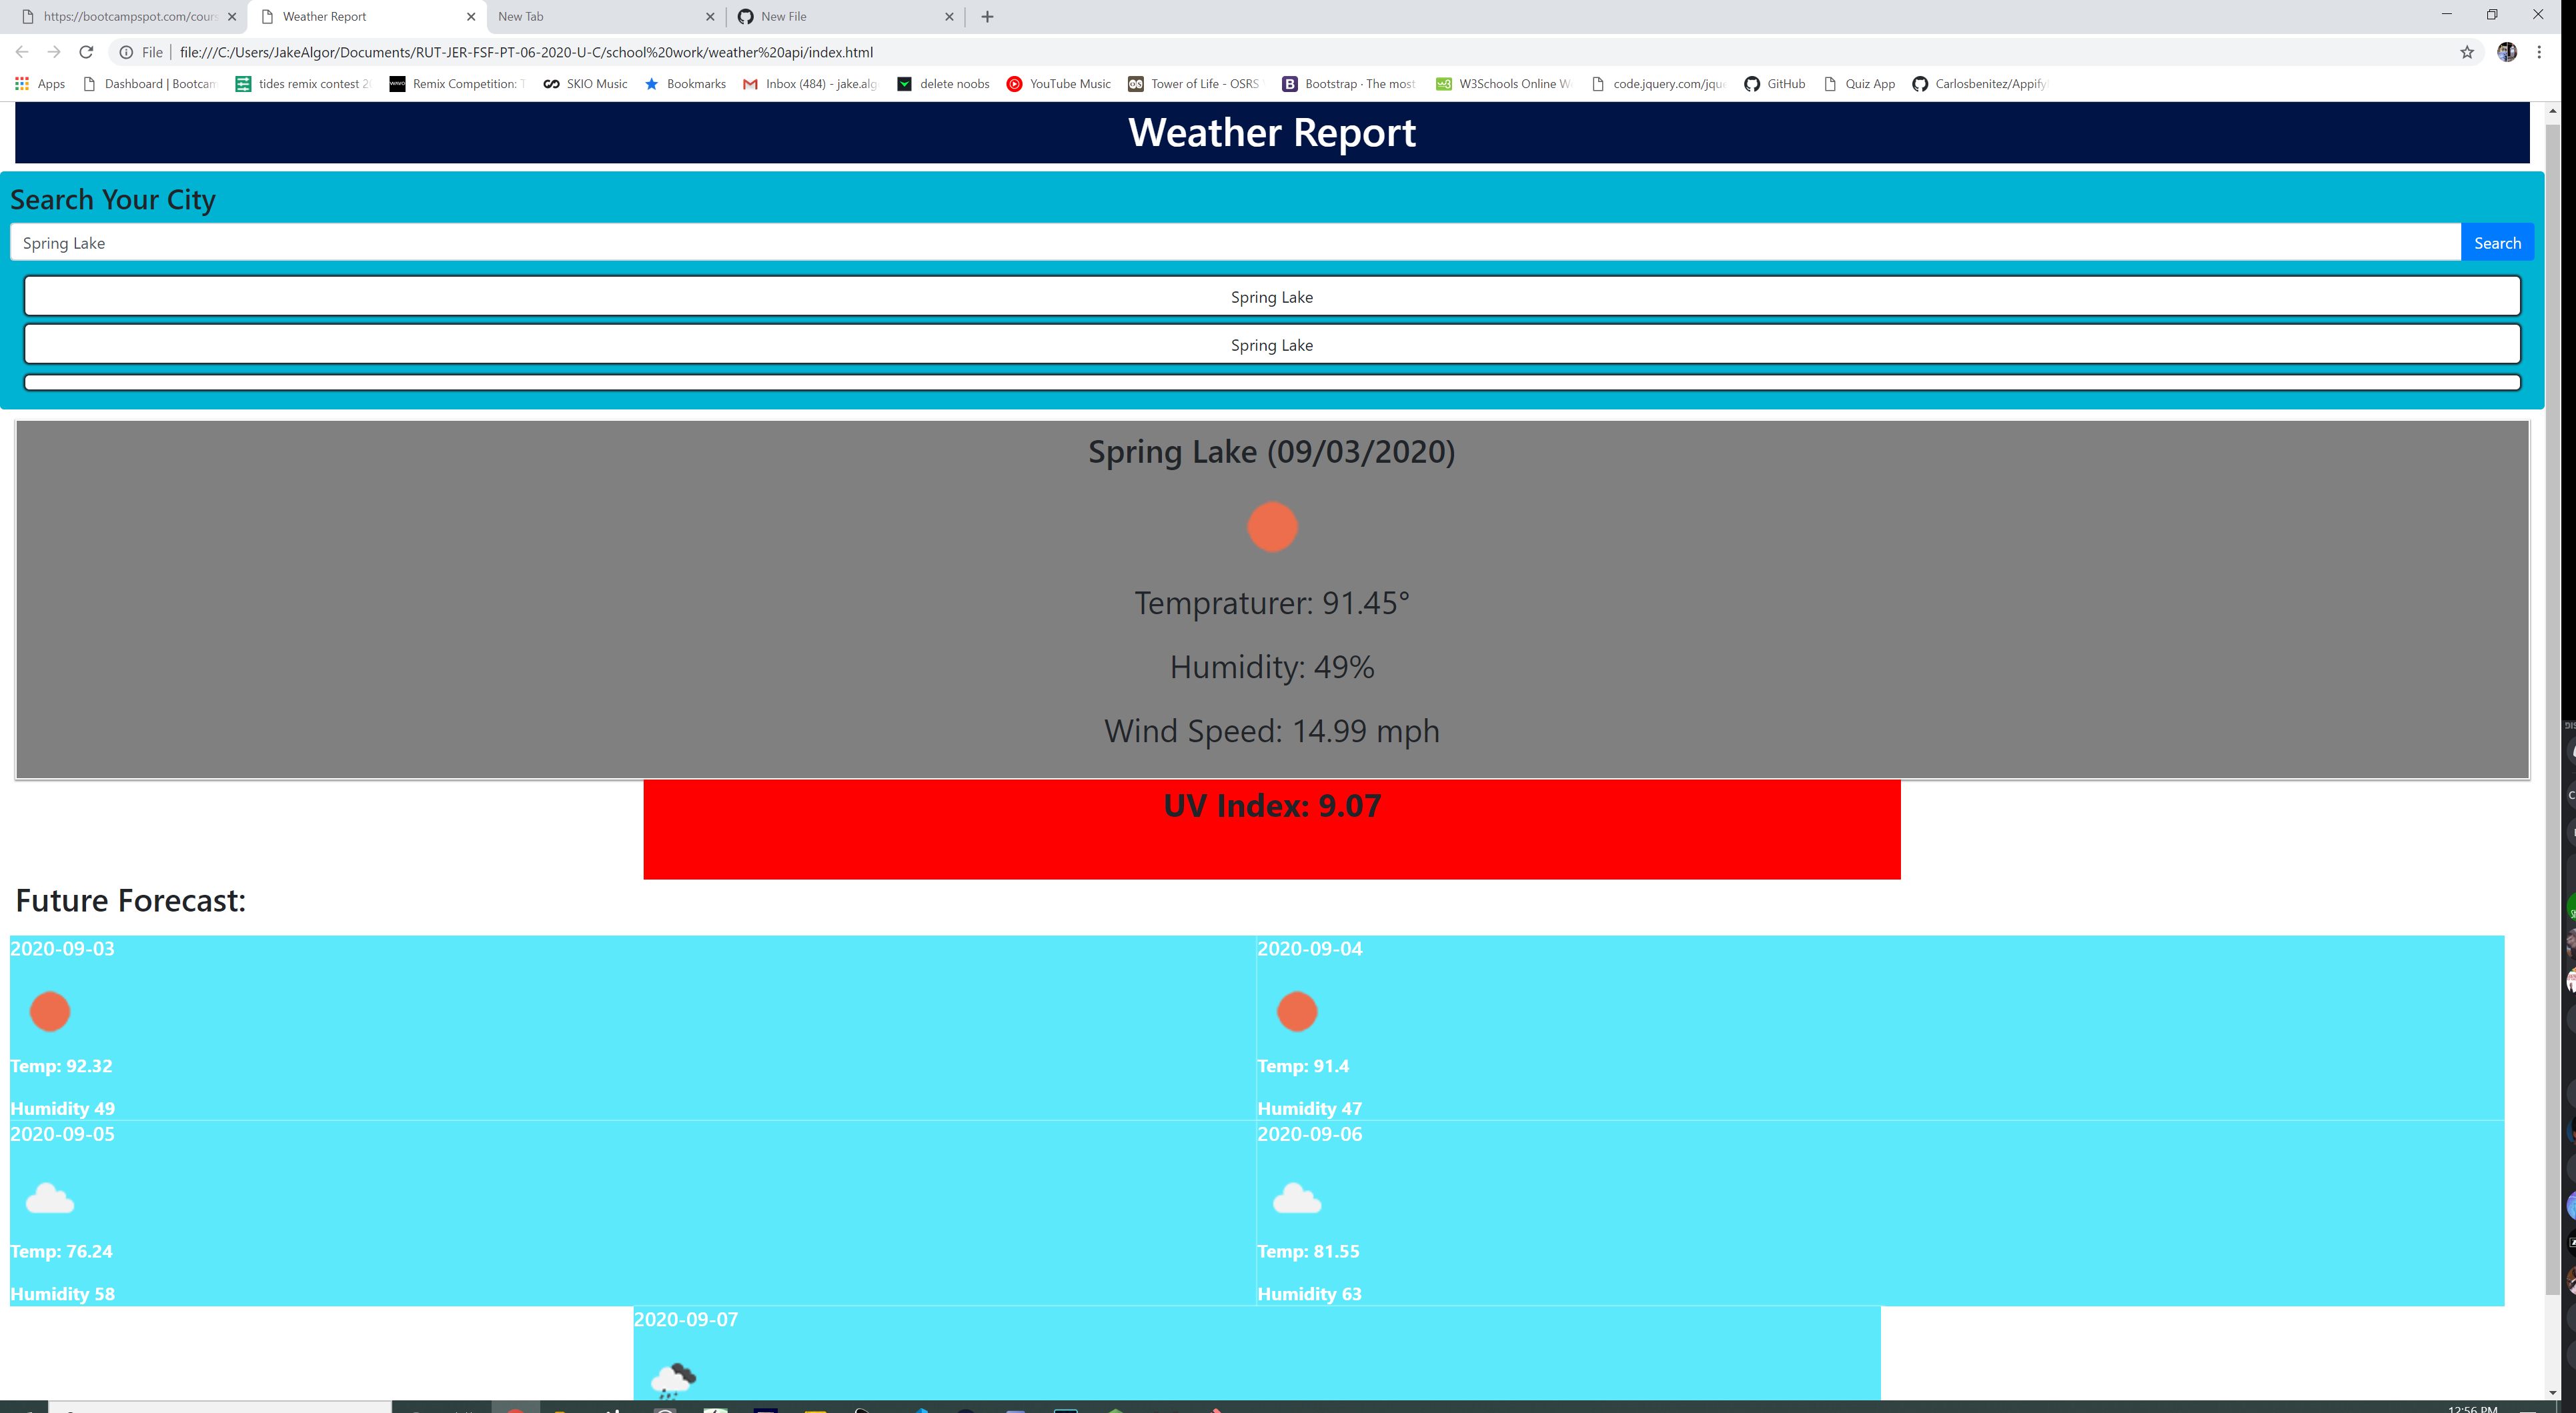 https://bootcampspot.com/cour
Weather Report
New Tab
New File
File
file:///C:/Users/JakeAlgor/Documents/RUT-JER-FSF-PT-06-2020-U-C/school%20work/weather%20api/index.html
Apps
Dashboard | Bootcam
tides remix contest 20
Remix Competition: T
SKIO Music
Bookmarks
Inbox (484) - jake.alg
delete noobs
YouTube Music
Tower of Life - OSRS
Bootstrap · The most
W3Schools Online W
code.jquery.com/jque
GitHub
Quiz App
Carlosbenitez/Appify
Weather Report
Search Your City
Spring Lake
Search
Spring Lake
Spring Lake
Spring Lake (09/03/2020)
Tempraturer: 91.45°
Humidity: 49%
Wind Speed: 14.99 mph
UV Index: 9.07
Future Forecast:
2020-09-03
Temp: 92.32
Humidity 49
2020-09-04
Temp: 91.4
Humidity 47
2020-09-05
Temp: 76.24
Humidity 58
2020-09-06
Temp: 81.55
Humidity 63
2020-09-07
12:56 PM